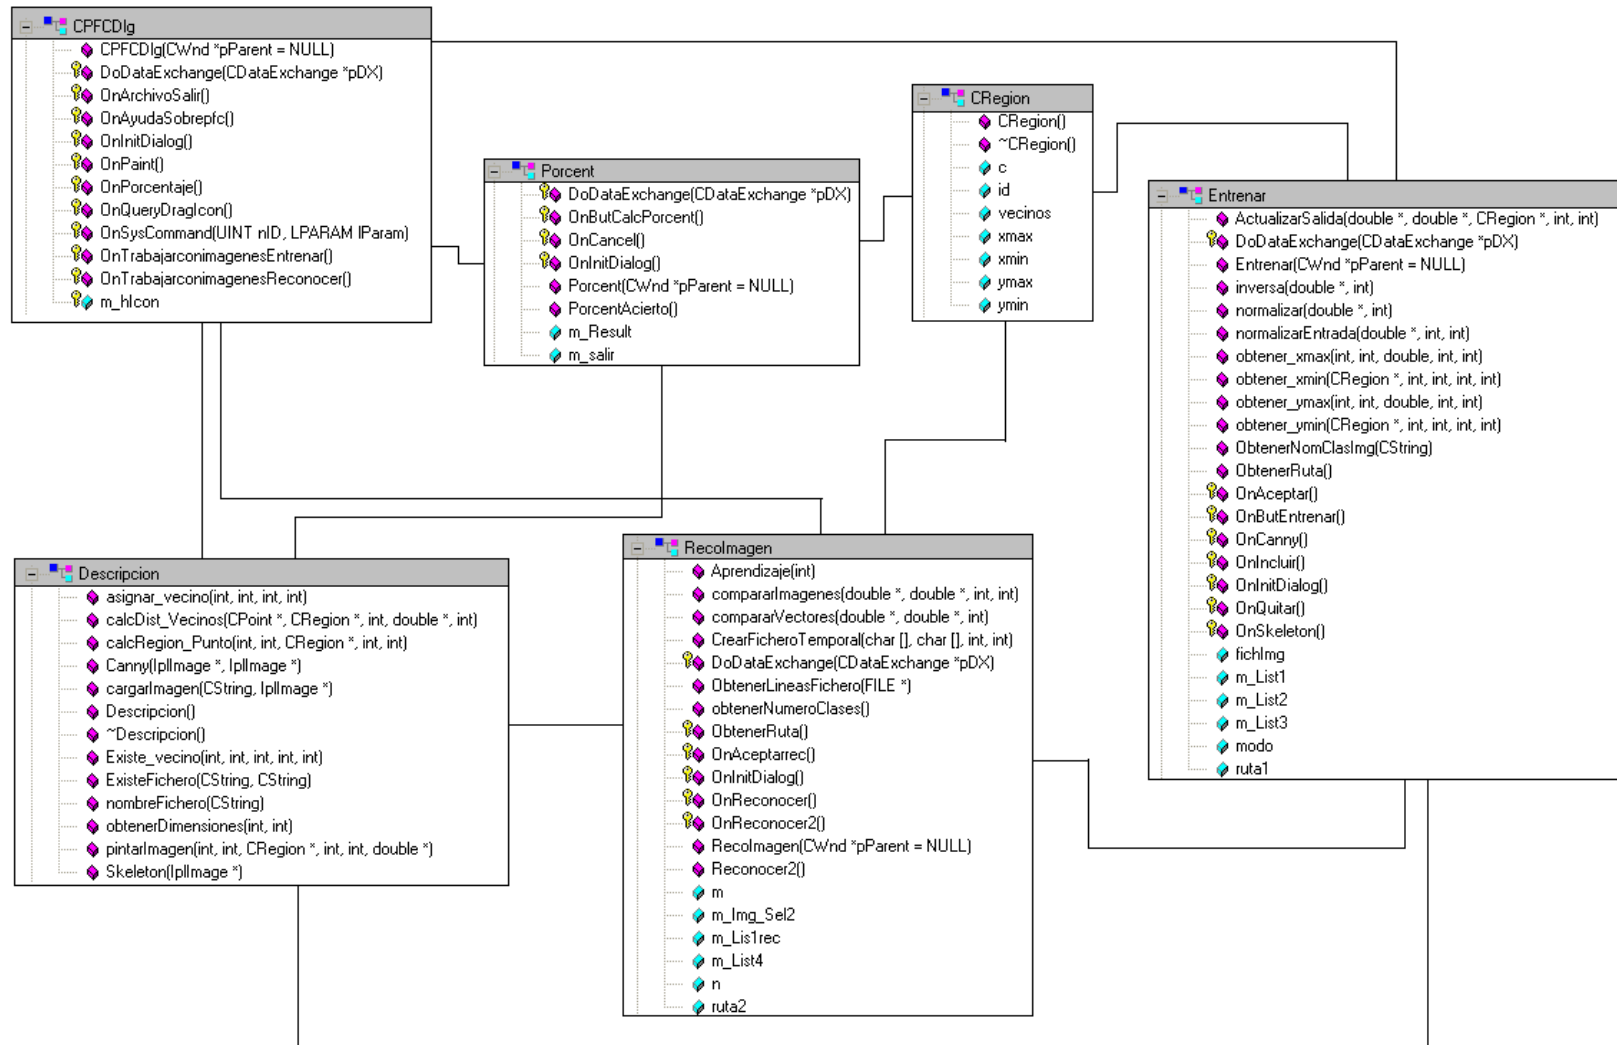 CPFCDlg
CPFCDlg(CWnd *pParent = NULL)
DoDataExchange(CDataExchange *pDX)
OnArchivoSalir()
OnAyudaSobrepfc()
OnInitDialog()
OnPaint()
OnPorcentaje()
OnQueryDragIcon()
OnSysCommand(UINT nID, LPARAM lParam)
OnTrabajarconimagenesEntrenar()
OnTrabajarconimagenesReconocer()
m_hIcon
Porcent
DoDataExchange(CDataExchange *pDX)
OnButCalcPorcent()
OnCancel()
OnInitDialog()
Porcent(CWnd *pParent = NULL)
PorcentAcierto()
m_Result
m_salir
CRegion
CRegion()
~CRegion()
c
id
vecinos
xmax
xmin
ymax
ymin
Entrenar
ActualizarSalida(double *, double *, CRegion *, int, int)
DoDataExchange(CDataExchange *pDX)
Entrenar(CWnd *pParent = NULL)
inversa(double *, int)
normalizar(double *, int)
normalizarEntrada(double *, int, int)
obtener_xmax(int, int, double, int, int)
obtener_xmin(CRegion *, int, int, int, int)
obtener_ymax(int, int, double, int, int)
obtener_ymin(CRegion *, int, int, int, int)
ObtenerNomClasImg(CString)
ObtenerRuta()
OnAceptar()
OnButEntrenar()
OnCanny()
OnIncluir()
OnInitDialog()
OnQuitar()
OnSkeleton()
fichImg
m_List1
m_List2
m_List3
modo
ruta1
Descripcion
asignar_vecino(int, int, int, int)
calcDist_Vecinos(CPoint *, CRegion *, int, double *, int)
calcRegion_Punto(int, int, CRegion *, int, int)
Canny(IplImage *, IplImage *)
cargarImagen(CString, IplImage *)
Descripcion()
~Descripcion()
Existe_vecino(int, int, int, int, int)
ExisteFichero(CString, CString)
nombreFichero(CString)
obtenerDimensiones(int, int)
pintarImagen(int, int, CRegion *, int, int, double *)
Skeleton(IplImage *)
RecoImagen
Aprendizaje(int)
compararImagenes(double *, double *, int, int)
compararVectores(double *, double *, int)
CrearFicheroTemporal(char [], char [], int, int)
DoDataExchange(CDataExchange *pDX)
ObtenerLineasFichero(FILE *)
obtenerNumeroClases()
ObtenerRuta()
OnAceptarrec()
OnInitDialog()
OnReconocer()
OnReconocer2()
RecoImagen(CWnd *pParent = NULL)
Reconocer2()
m
m_Img_Sel2
m_Lis1rec
m_List4
n
ruta2